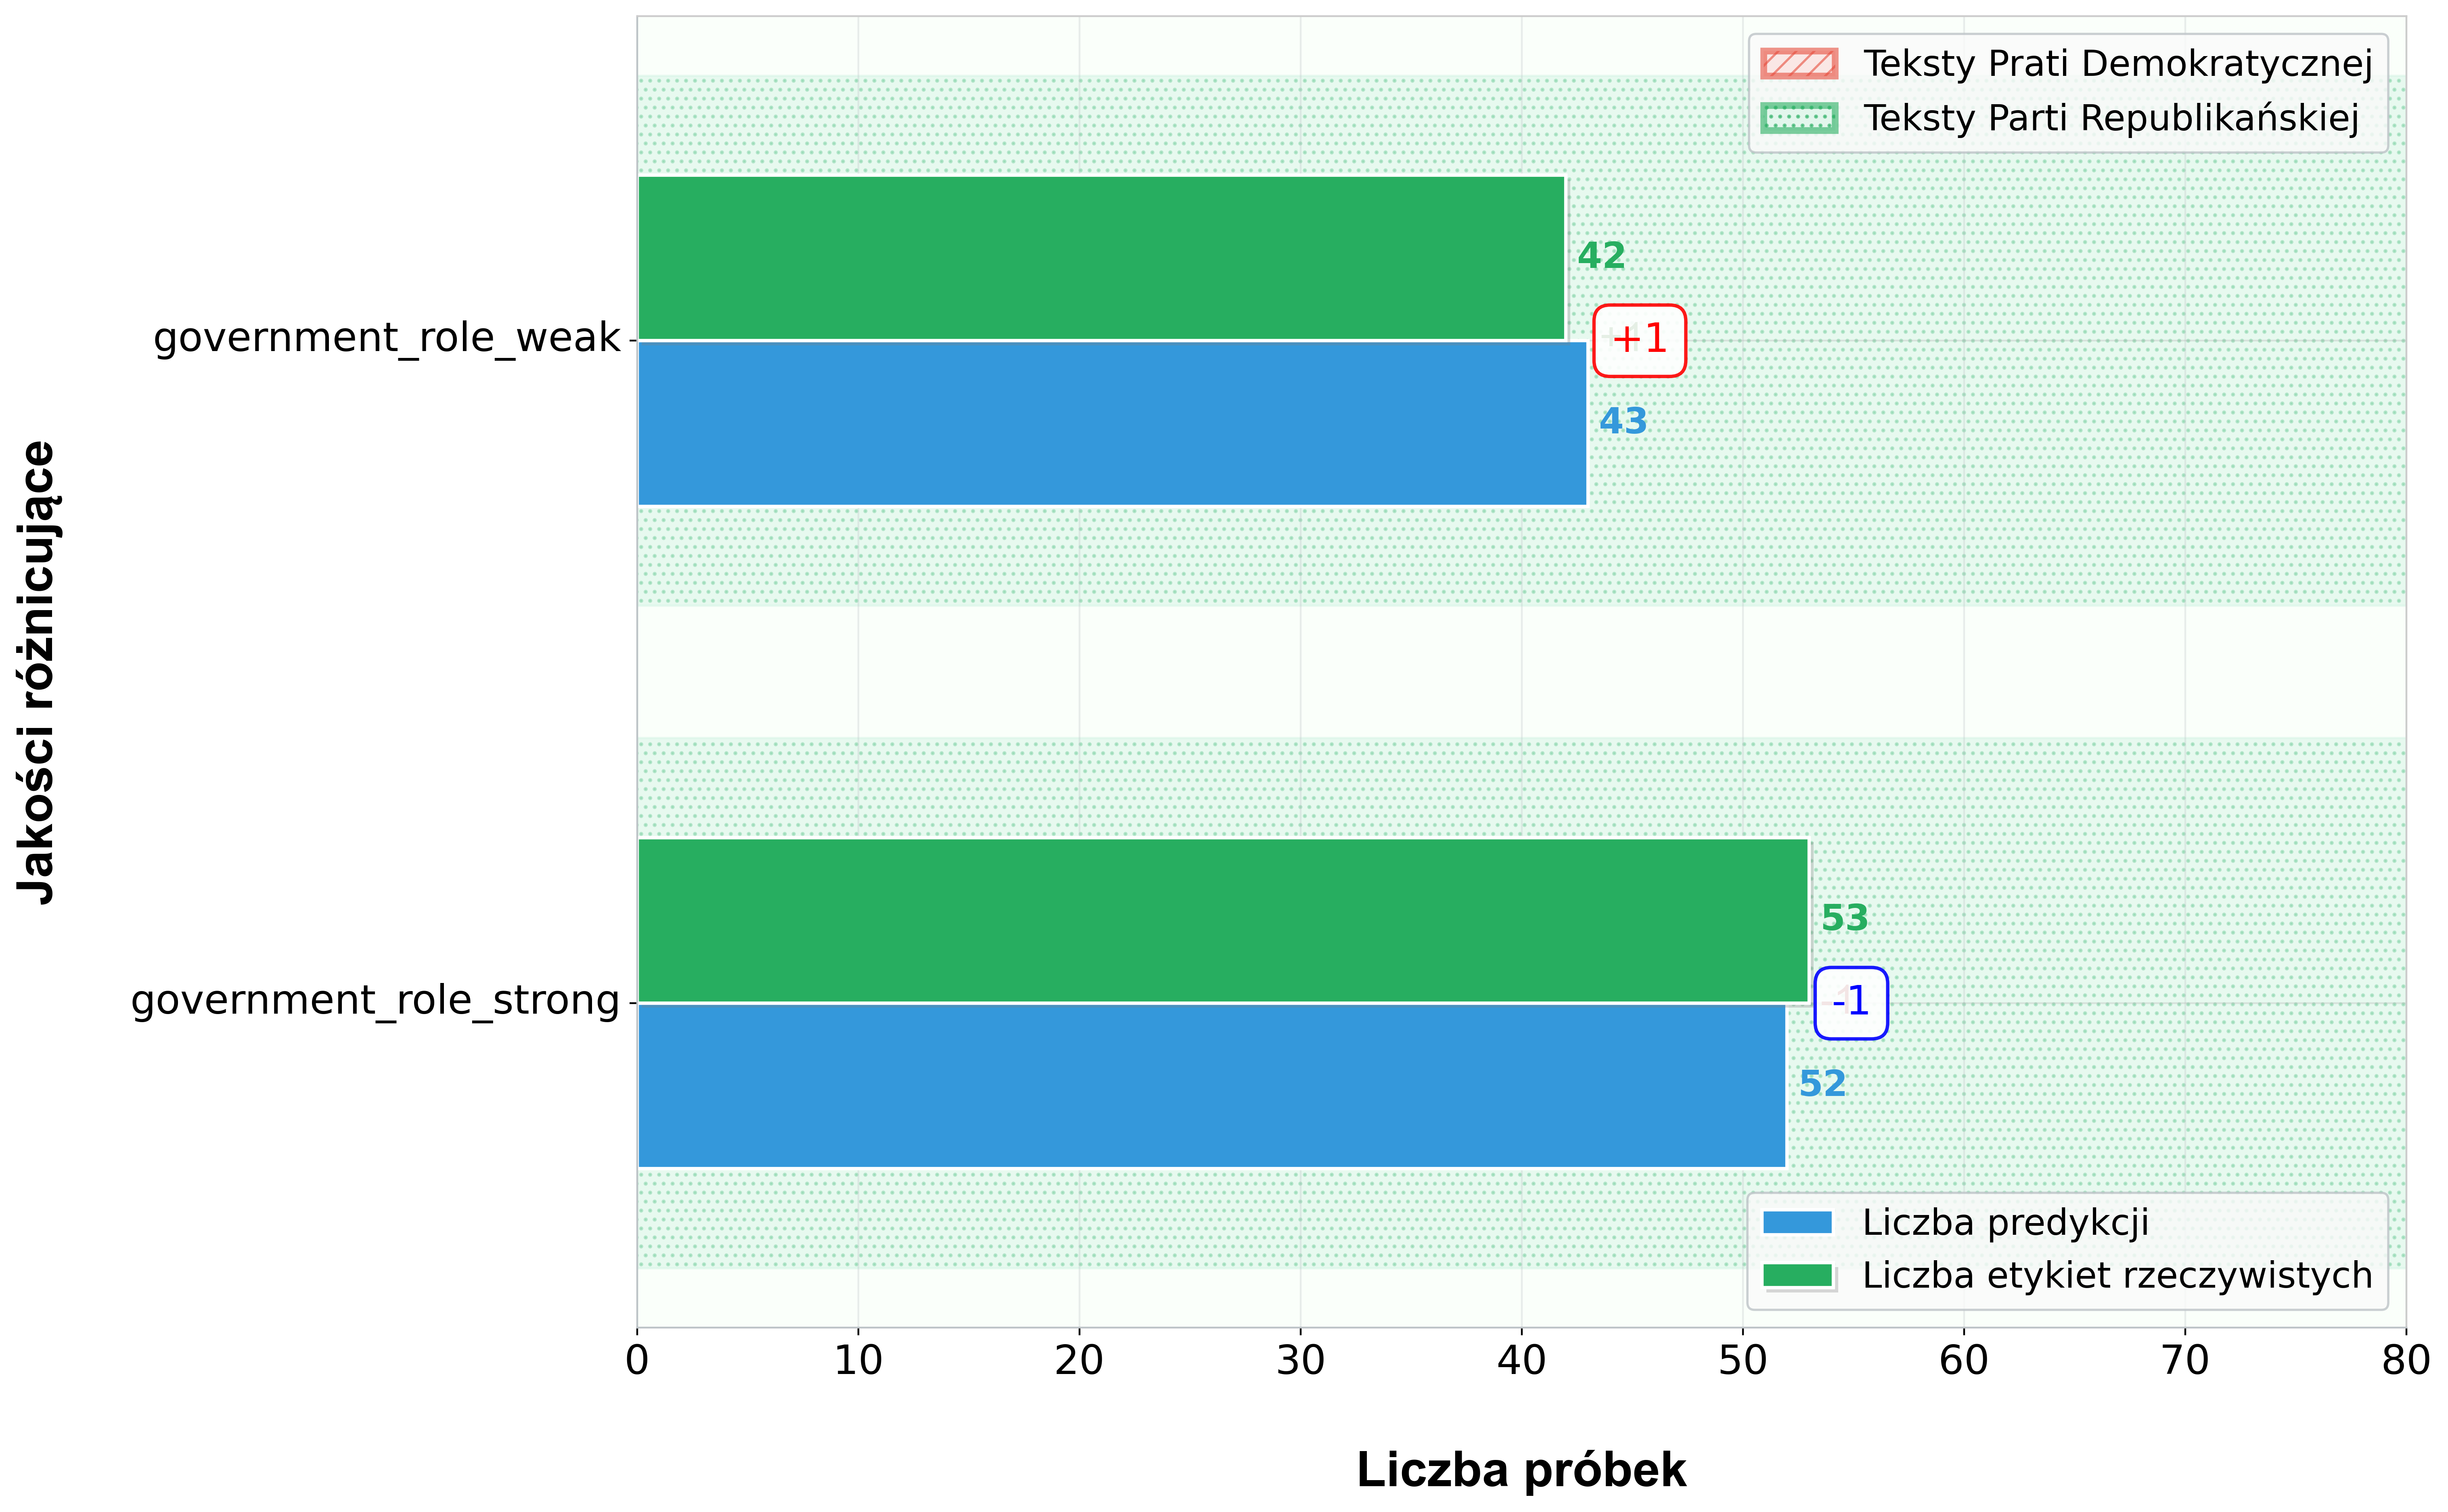 Teksty Prati Demokratycznej
Teksty Parti Republikańskiej
42
government_role_weak
+1
43
Jakości różnicujące
53
government_role_strong
-1
52
Liczba predykcji
Liczba etykiet rzeczywistych
0 10 20 30 40 50 60 70 80
Liczba próbek